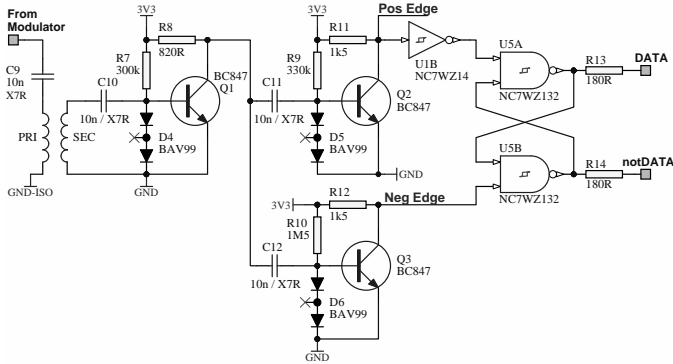 From
Modulator
3V3
R8
820R
R7
300k
C9
10n
X7R
C10
10n / X7R
BC847
Q1
PRI
SEC
D4
BAV99
GND-ISO
GND
3V3
R11
1k5
Pos Edge
R9
330k
C11
10n / X7R
Q2
BC847
D5
BAV99
GND
U1B
NC7WZ14
U5A
NC7WZ132
R13
180R
DATA
U5B
NC7WZ132
R14
180R
notDATA
3V3
R12
1k5
Neg Edge
R10
1M5
C12
10n / X7R
Q3
BC847
D6
BAV99
GND